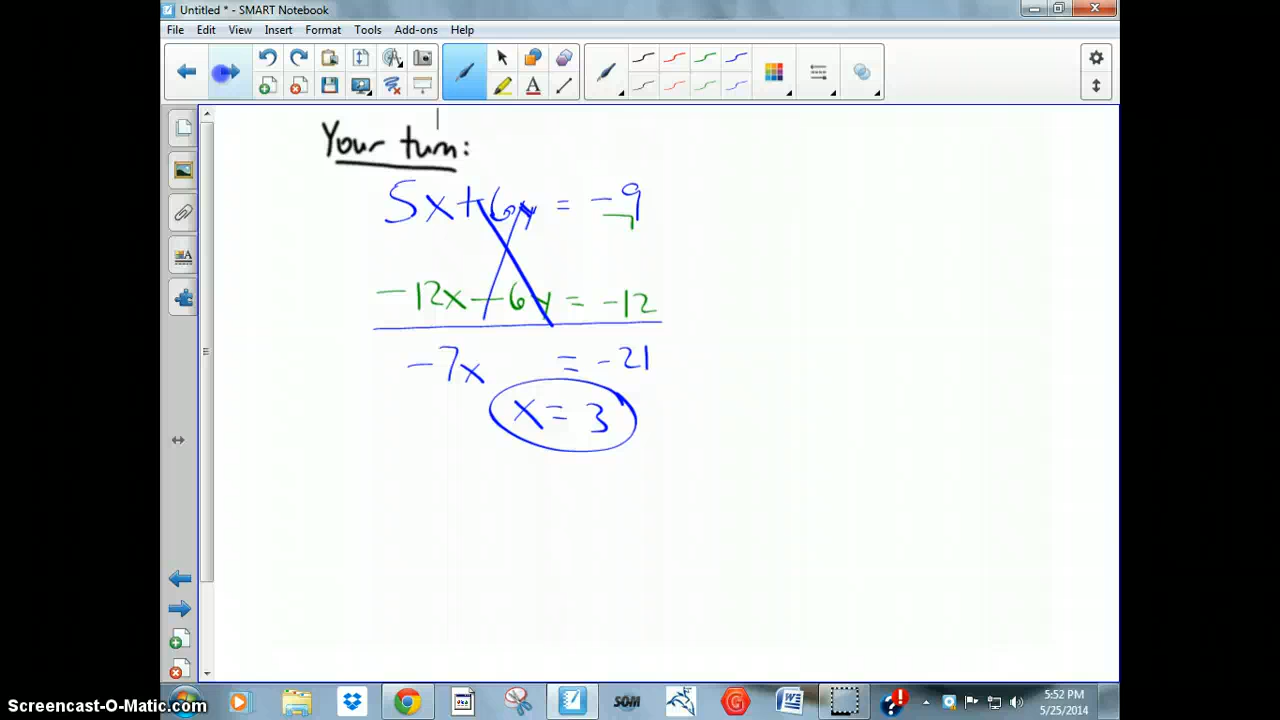 Untitled * - SMART Notebook
File Edit View Insert Format Tools Add-ons Help
Your turn:
5x+6y = -9
-12x-6y = -12
-7x = -21
x = 3
SOM
5:52 PM
5/25/2014
Screencast-O-Matic.com